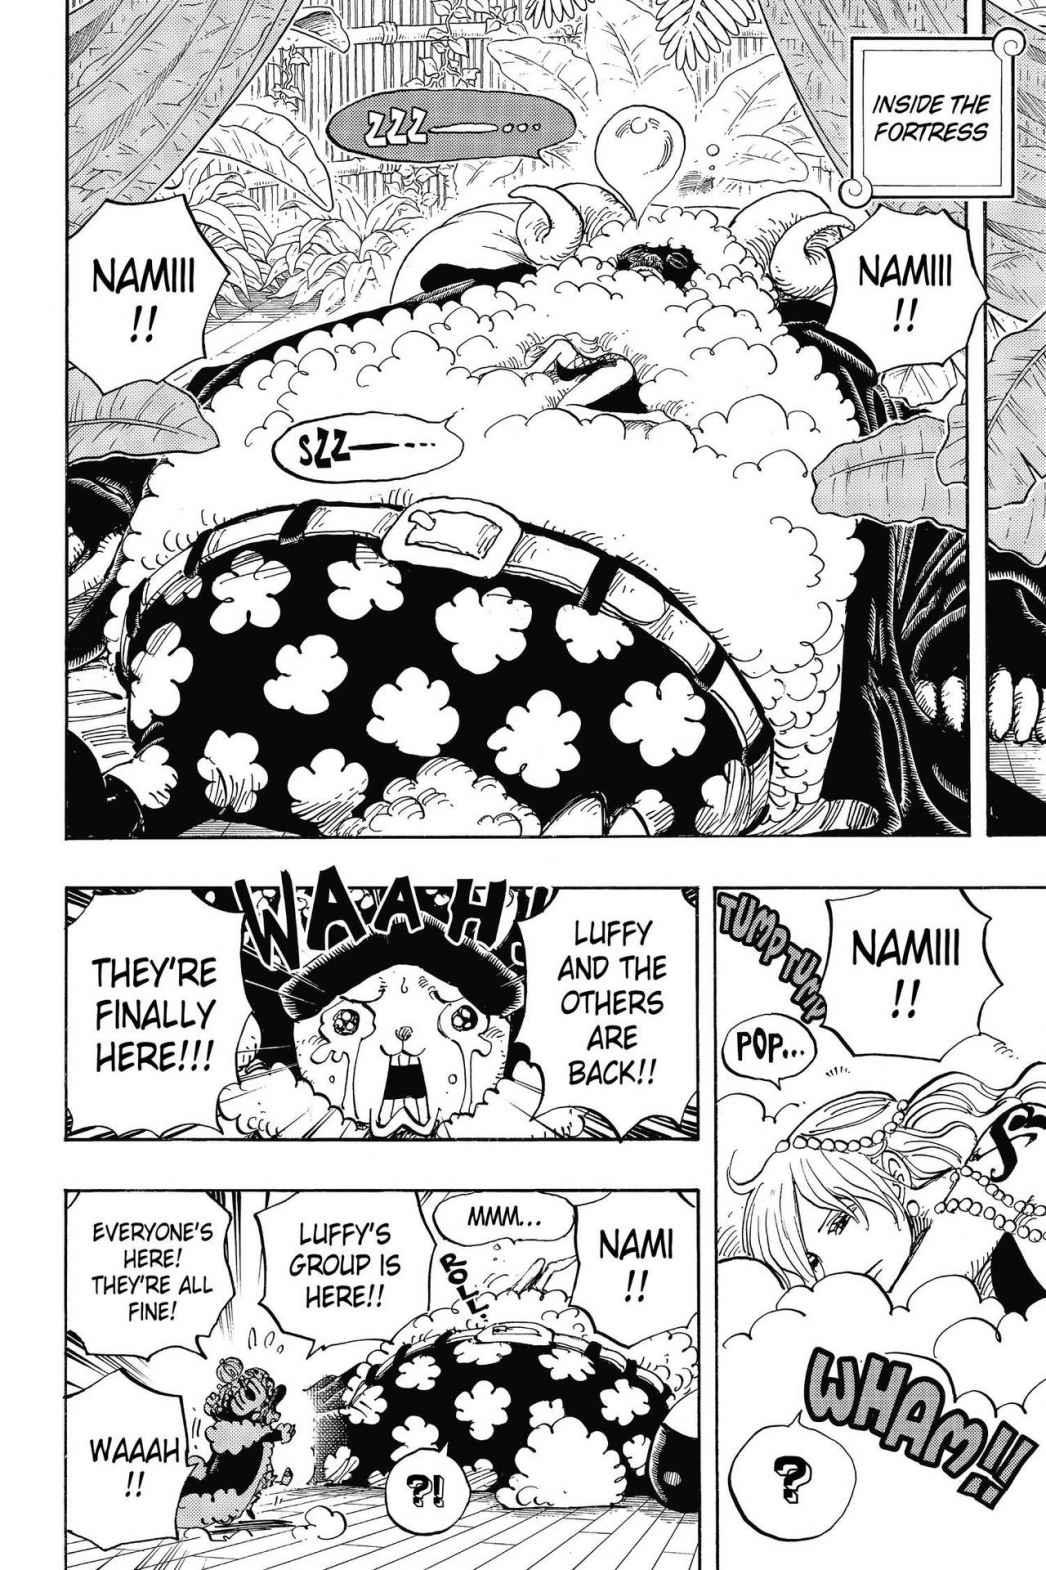 INSIDE THE
FORTRESS
NAMIII
!!
ZZZ
NAMIII
!!
SZZ
NAMIII
!!
TUMP TUMP
POP...
WHAM!!
?
LUFFY
AND THE
OTHERS
ARE
BACK!!
WAAAH
THEY'RE
FINALLY
HERE!!!
NAMI
!!
MMM...
ROLL
LUFFY'S
GROUP IS
HERE!!
?!
EVERYONE'S
HERE!
THEY'RE ALL
FINE!
WAAAH
!!